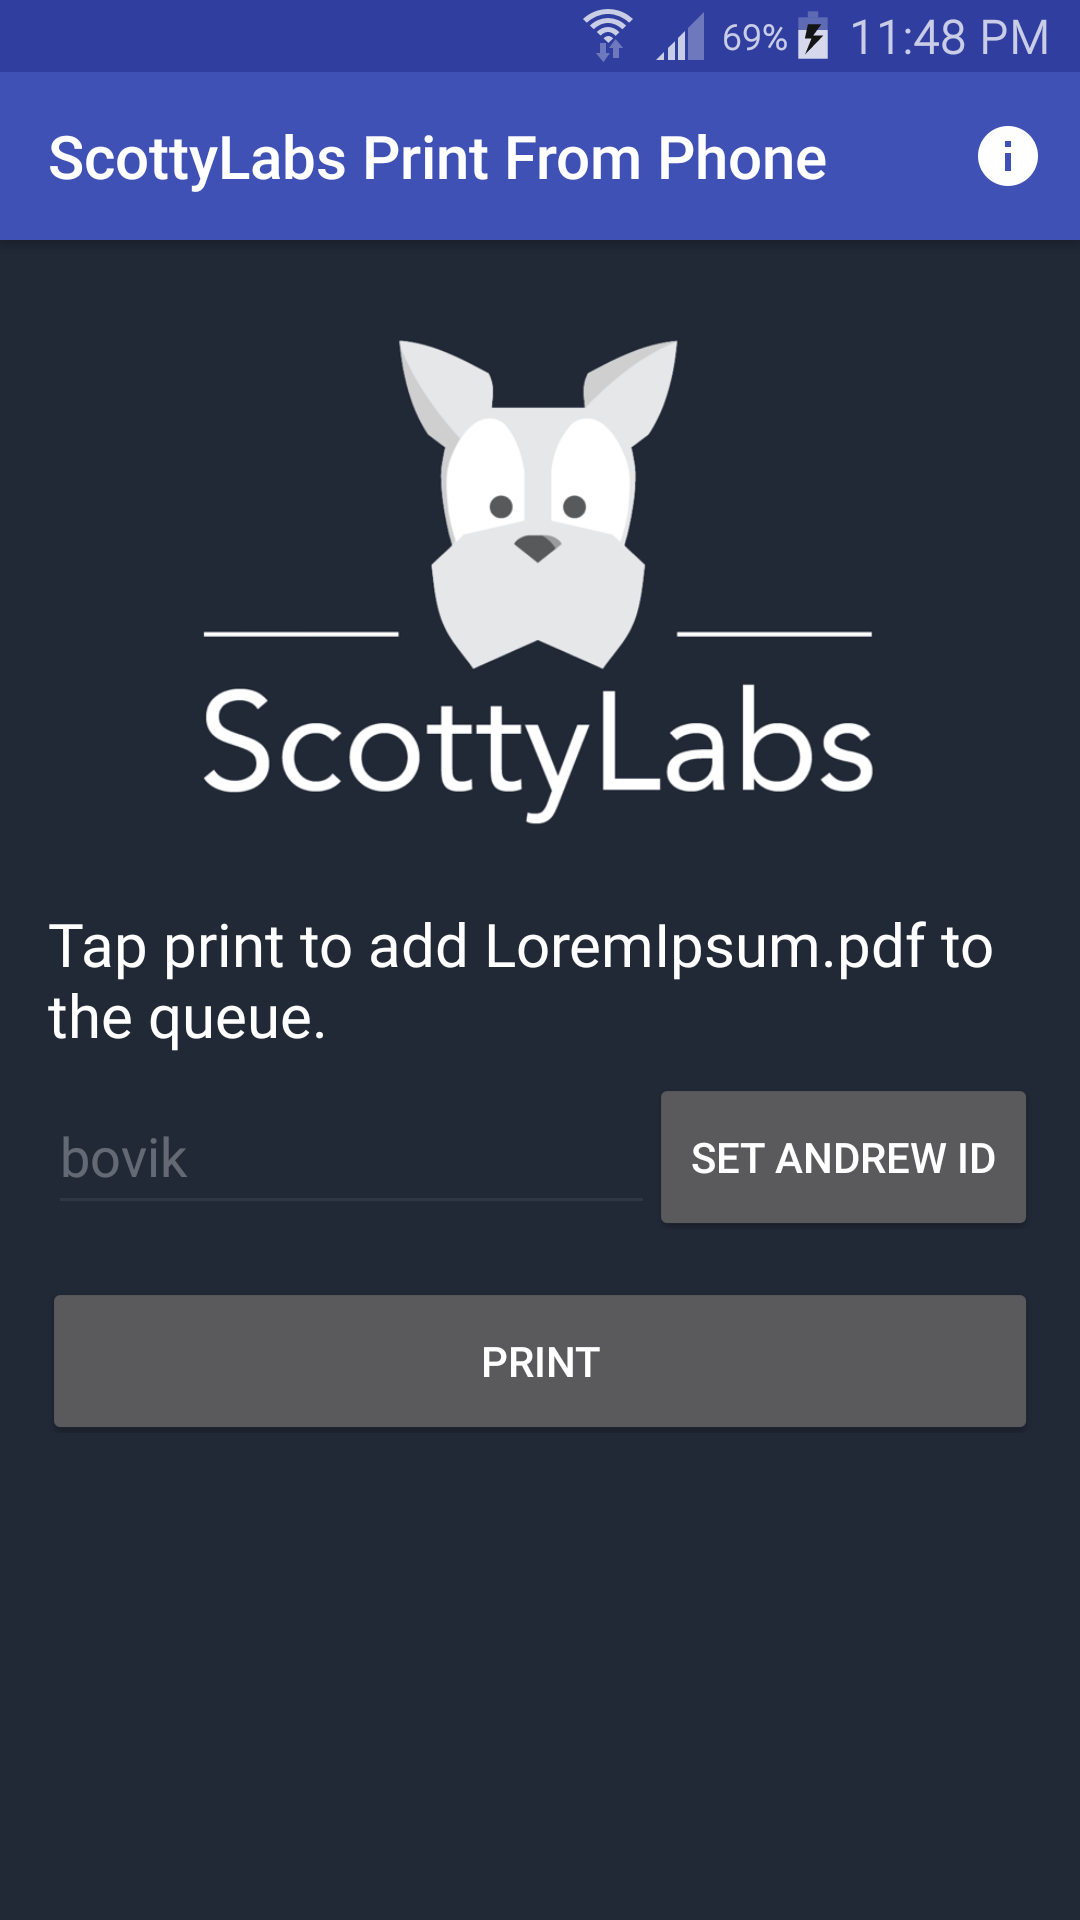 69% 11:48 PM
ScottyLabs Print From Phone
ScottyLabs
Tap print to add LoremIpsum.pdf to
the queue.
bovik
SET ANDREW ID
PRINT